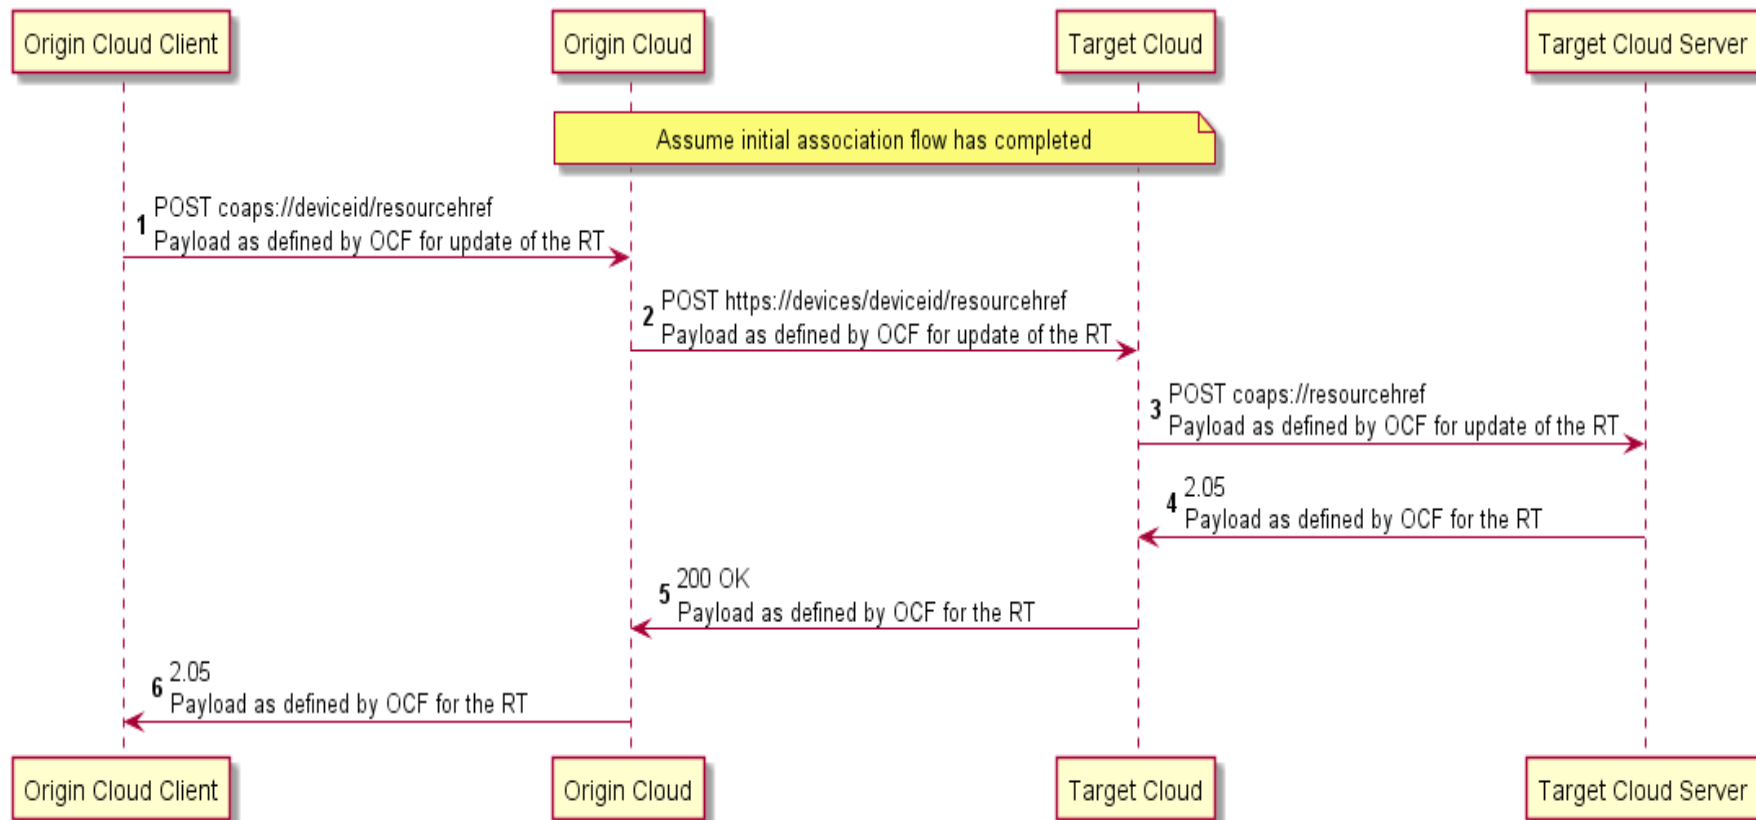 Origin Cloud Client
Origin Cloud
Target Cloud
Target Cloud Server
Assume initial association flow has completed
1
POST coaps://deviceid/resourcehref
Payload as defined by OCF for update of the RT
2
POST https://devices/deviceid/resourcehref
Payload as defined by OCF for update of the RT
3
POST coaps://resourcehref
Payload as defined by OCF for update of the RT
4
2.05
Payload as defined by OCF for the RT
5
200 OK
Payload as defined by OCF for the RT
6
2.05
Payload as defined by OCF for the RT
Origin Cloud Client
Origin Cloud
Target Cloud
Target Cloud Server